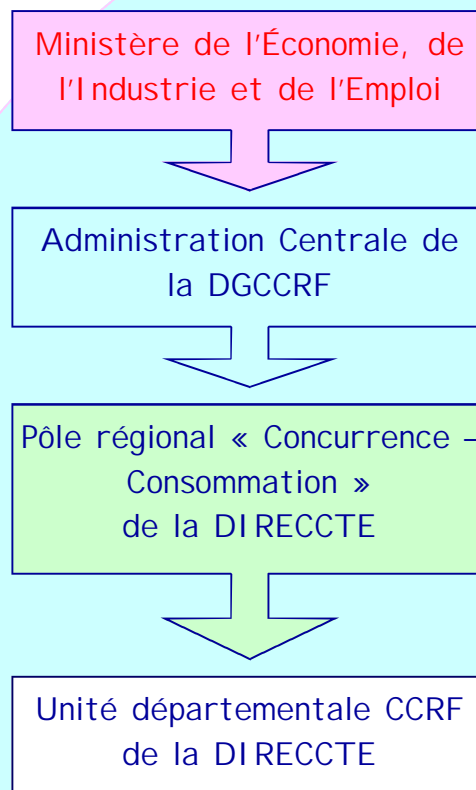 Ministère de l'Économie, de
l'Industrie et de l'Emploi
Administration Centrale de
la DGCCRF
Pôle régional « Concurrence –
Consommation »
de la DIRECCTE
Unité départementale CCRF
de la DIRECCTE